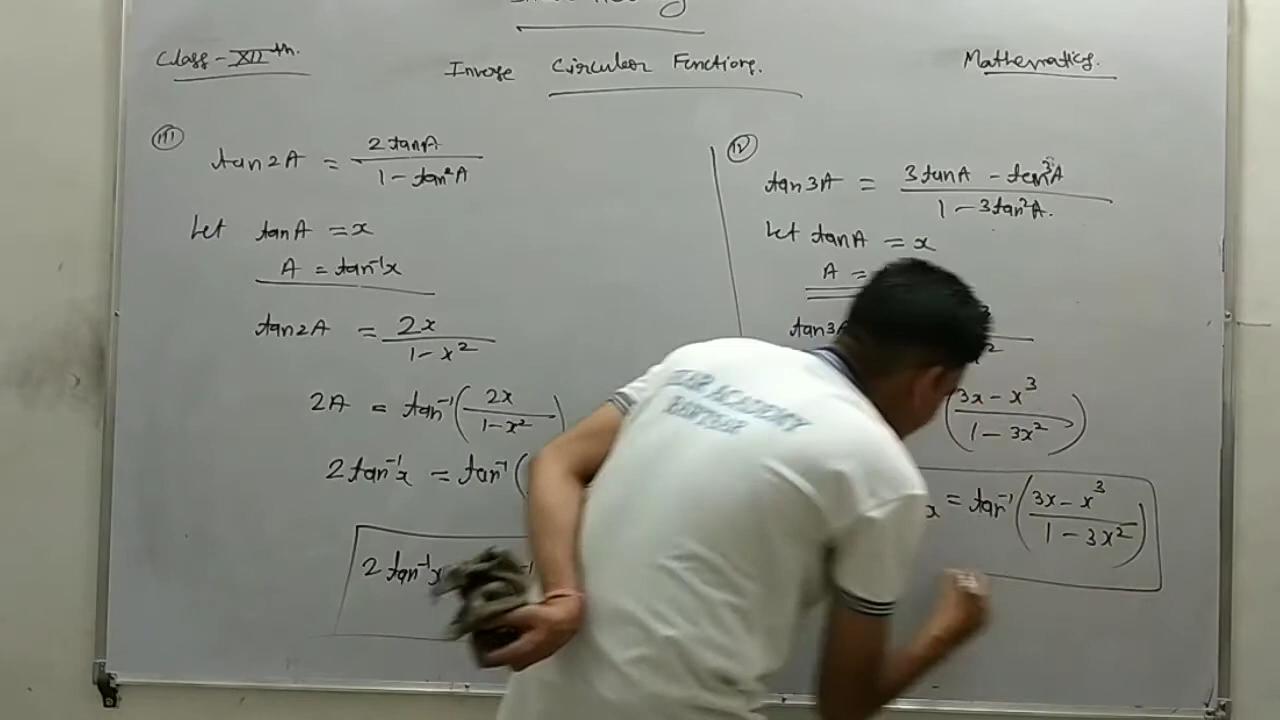 Class - XII th.
Inverse Circular Functions.
Mathematics.
(iii)
tan2A = 2tanA / 1 - tan²A
Let tanA = x
A = tan⁻¹x
tan2A = 2x / 1 - x²
2A = tan⁻¹(2x / 1-x²)
2tan⁻¹x = tan⁻¹(
2tan⁻¹x
tan3A = 3tanA - tan³A / 1 - 3tan²A.
Let tanA = x
A =
tan3A
(3x - x³ / 1 - 3x²)
x = tan⁻¹(3x - x³ / 1 - 3x²)
ACADEMY